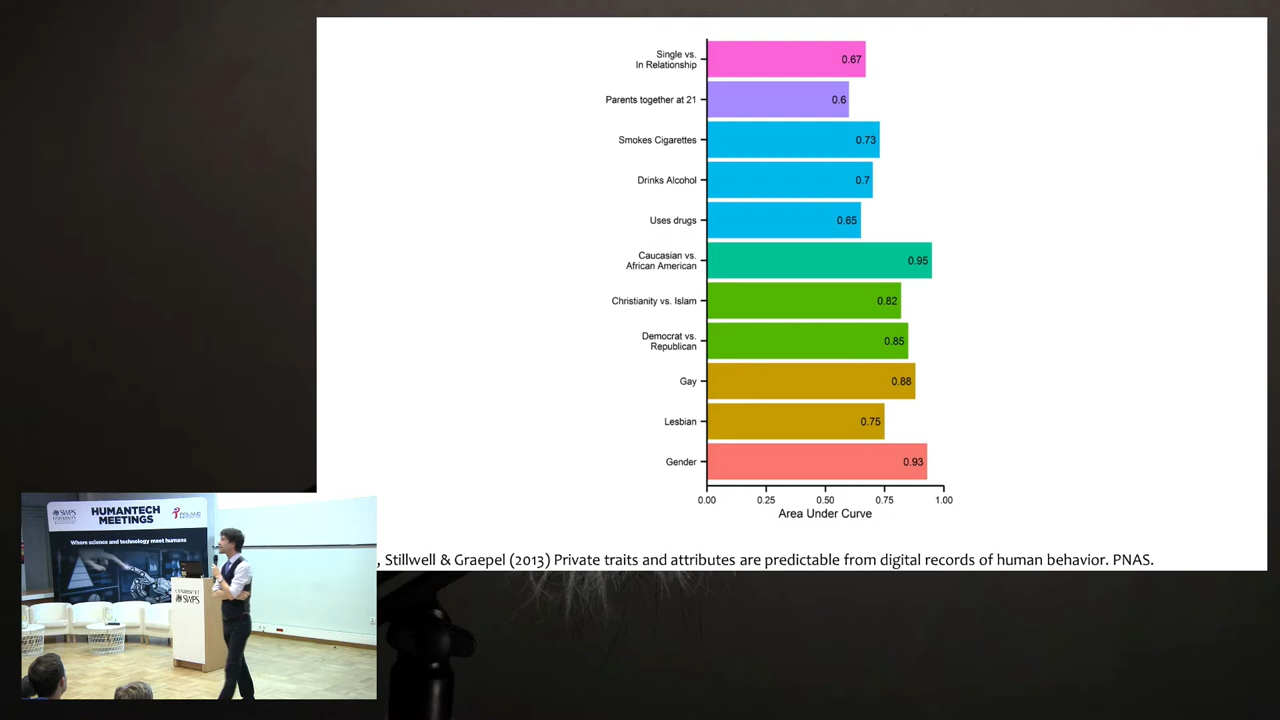 Single vs.
In Relationship
0.67
Parents together at 21
0.6
Smokes Cigarettes
0.73
Drinks Alcohol
0.7
Uses drugs
0.65
Caucasian vs.
African American
0.95
Christianity vs. Islam
0.82
Democrat vs.
Republican
0.85
Gay
0.88
Lesbian
0.75
Gender
0.93
0.00 0.25 0.50 0.75 1.00
Area Under Curve
, Stillwell & Graepel (2013) Private traits and attributes are predictable from digital records of human behavior. PNAS.
SWPS
UNIVERSITY
HUMANTECH
MEETINGS
Where science and technology meet humans
SWPS